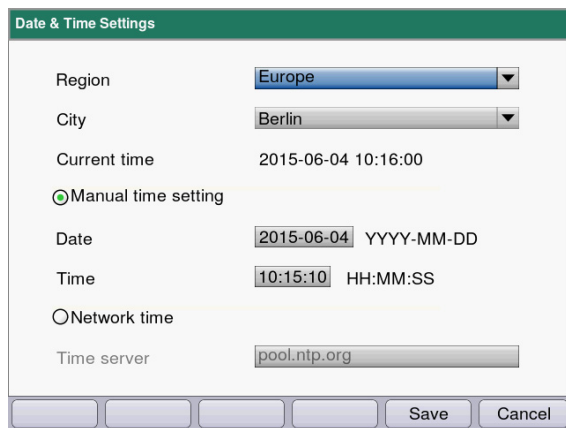 Date & Time Settings
Region Europe
City Berlin
Current time 2015-06-04 10:16:00
Manual time setting
Date 2015-06-04 YYYY-MM-DD
Time 10:15:10 HH:MM:SS
Network time
Time server pool.ntp.org
Save Cancel